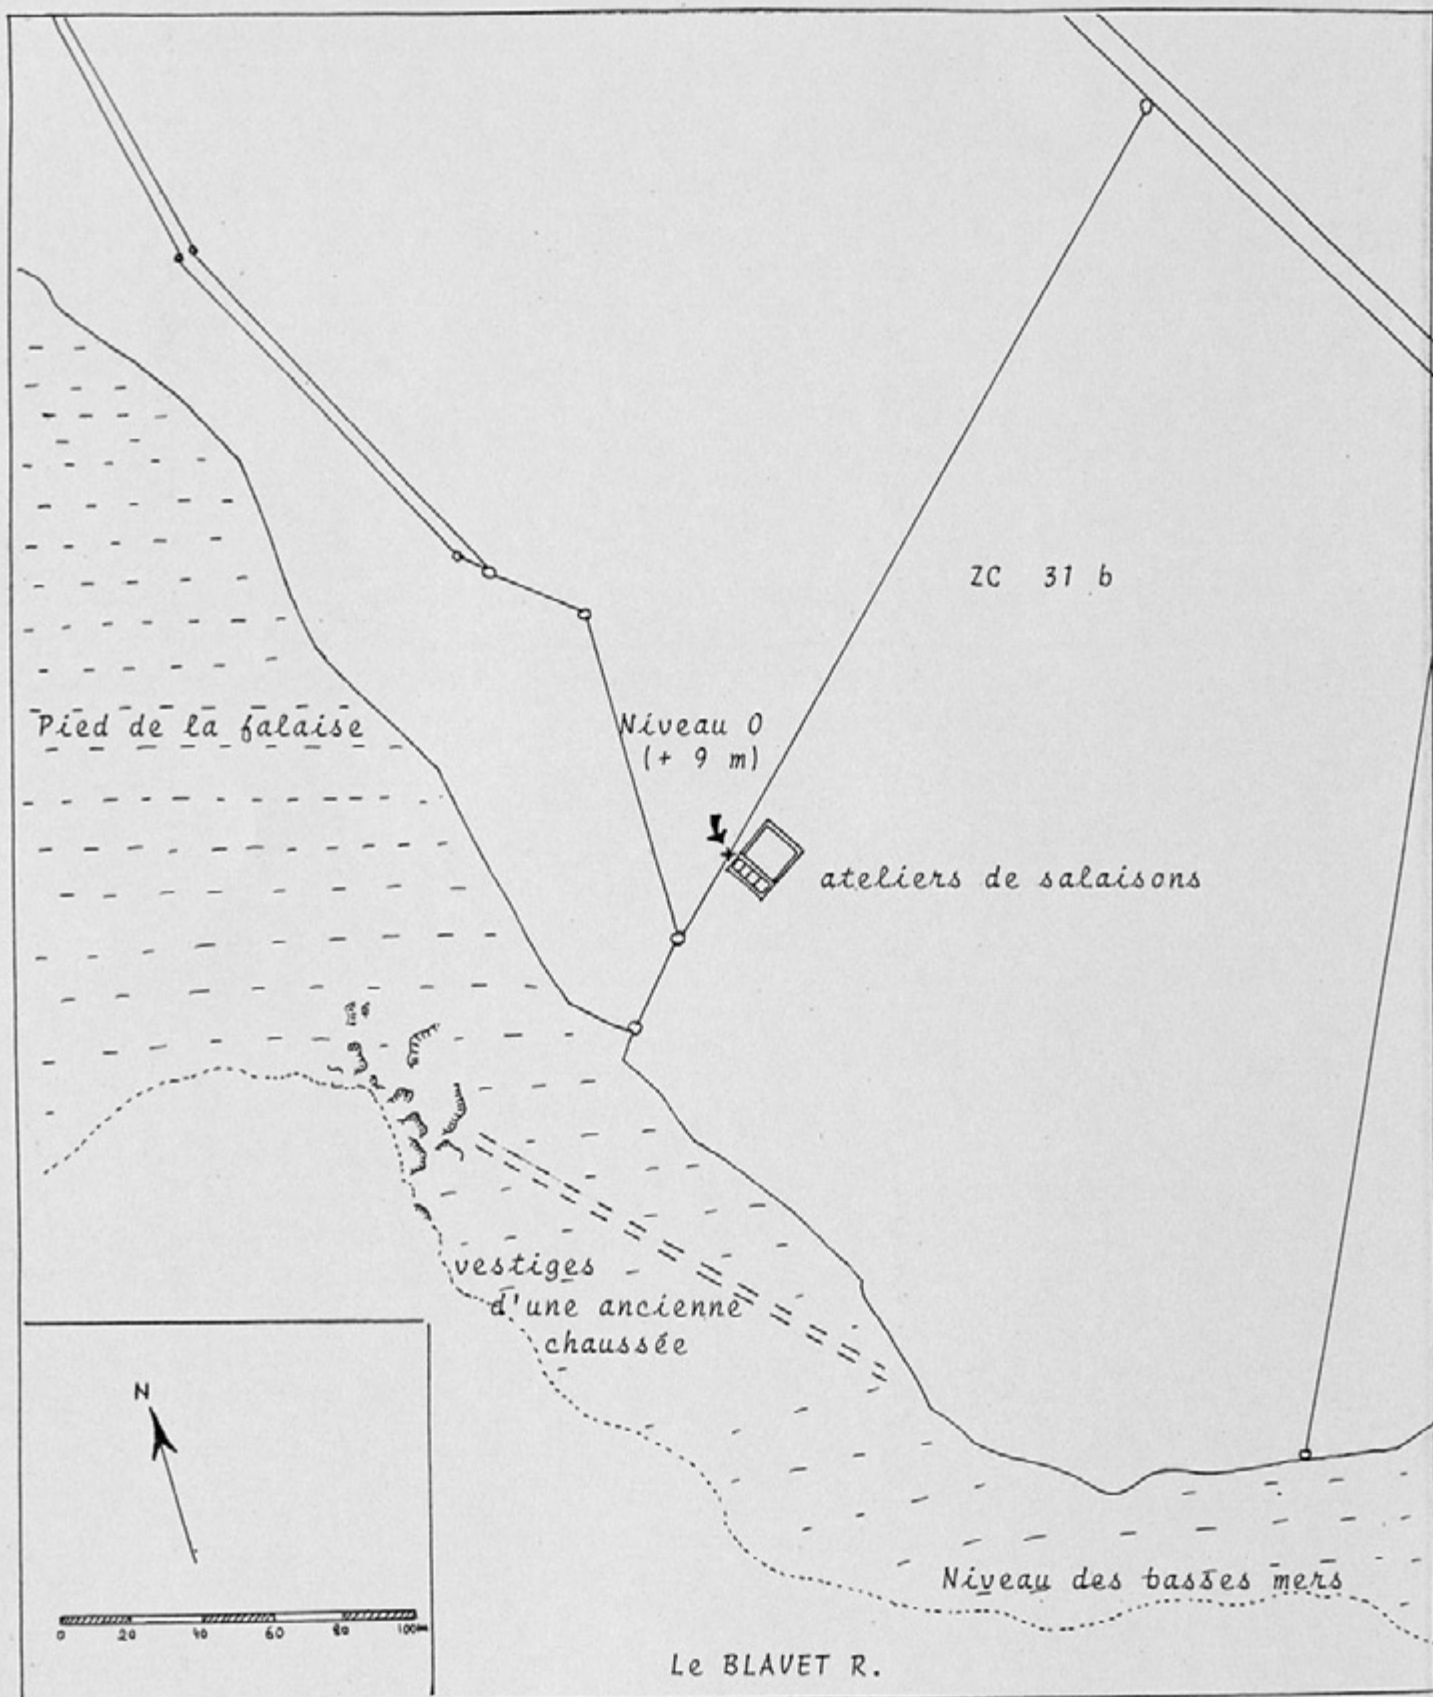 ZC 31 b
Pied de la falaise
Niveau 0
(+ 9 m)
ateliers de salaisons
vestiges
d'une ancienne
chaussée
N
0 20 40 60 80 100m
Niveau des basses mers
Le BLAVET R.